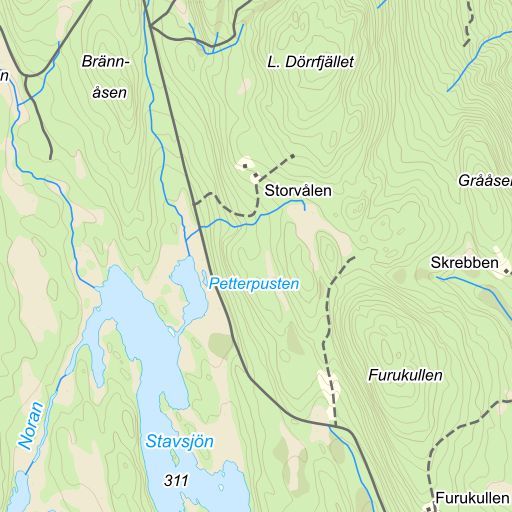 Bränn-
åsen
L. Dörrfjället
n
Storvålen
Grååsen
Skrebben
Petterpusten
Furukullen
Noran
Stavsjön
311
Furukullen